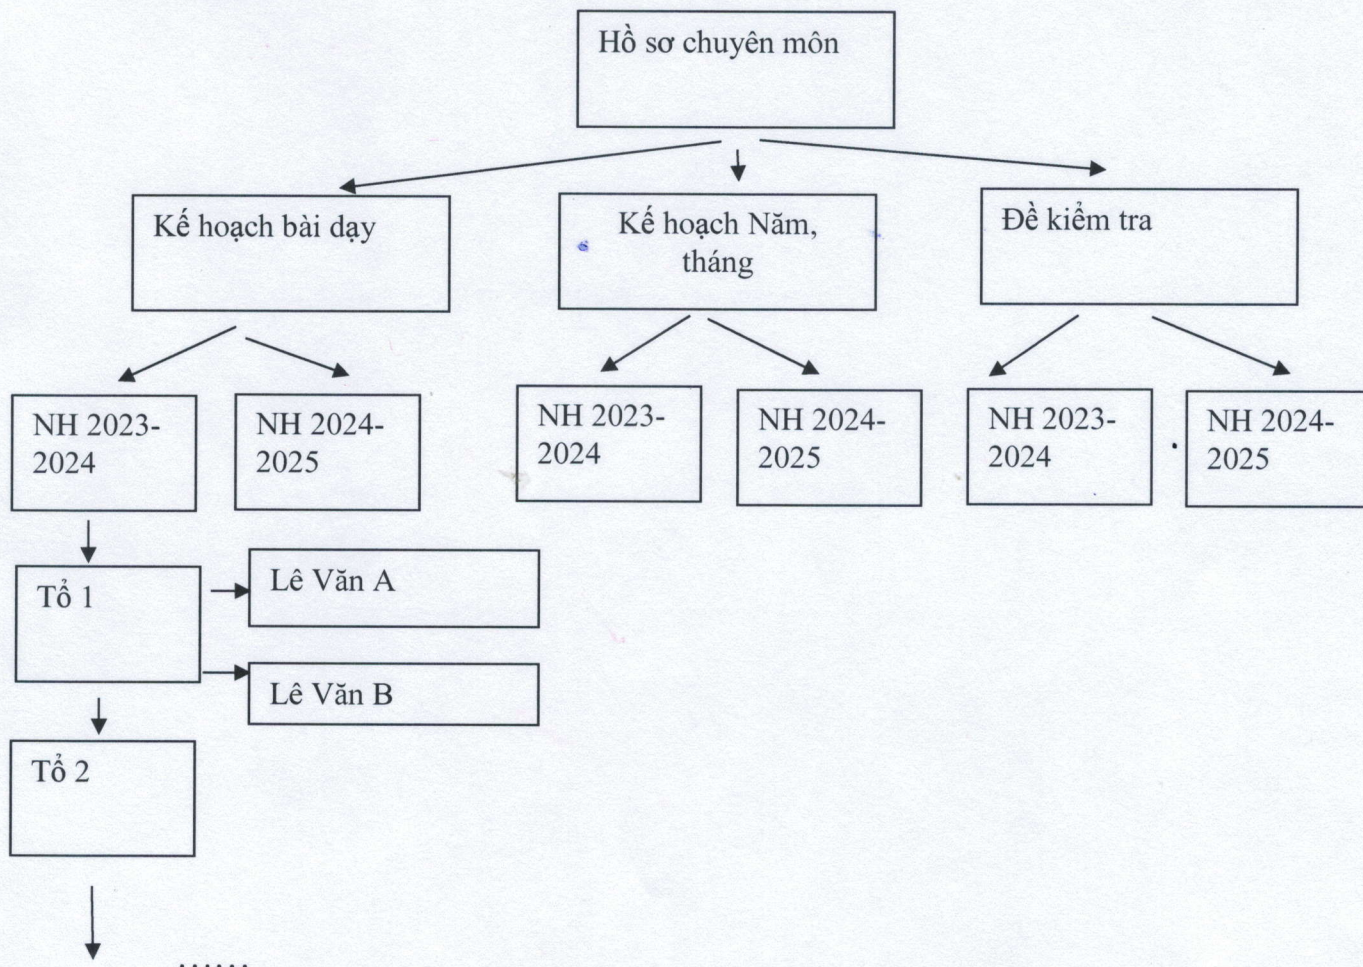 Hồ sơ chuyên môn
Kế hoạch bài dạy
Kế hoạch Năm,
tháng
Đề kiểm tra
NH 2023-
2024
NH 2024-
2025
NH 2023-
2024
NH 2024-
2025
NH 2023-
2024
NH 2024-
2025
Tổ 1
Lê Văn A
Lê Văn B
Tổ 2
......